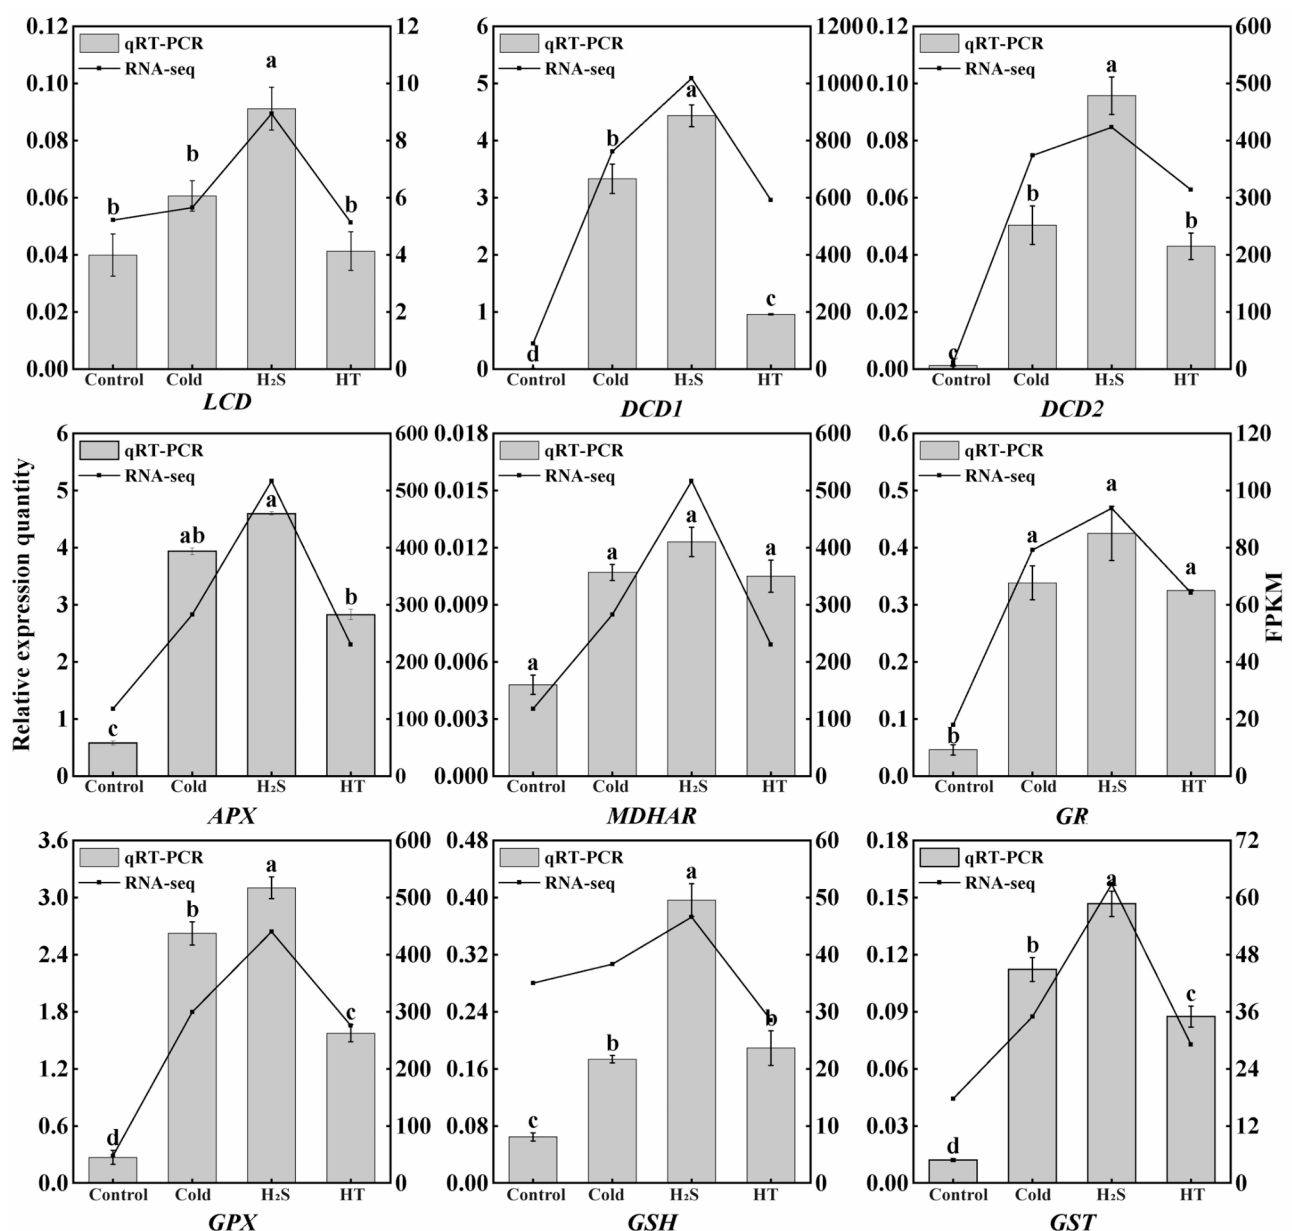 0.12
0.10
0.08
0.06
0.04
0.02
0.00
qRT-PCR
RNA-seq
b
b
a
b
12
10
8
6
4
2
0
Control Cold H₂S HT
LCD
6
5
4
3
2
1
0
qRT-PCR
RNA-seq
d
b
a
c
1200
1000
800
600
400
200
0
Control Cold H₂S HT
DCD1
0.12
0.10
0.08
0.06
0.04
0.02
0.00
qRT-PCR
RNA-seq
c
b
a
b
600
500
400
300
200
100
0
Control Cold H₂S HT
DCD2
Relative expression quantity
6
5
4
3
2
1
0
qRT-PCR
RNA-seq
c
ab
a
b
600
500
400
300
200
100
0
Control Cold H₂S HT
APX
0.018
0.015
0.012
0.009
0.006
0.003
0.000
qRT-PCR
RNA-seq
a
a
a
a
600
500
400
300
200
100
0
Control Cold H₂S HT
MDHAR
0.6
0.5
0.4
0.3
0.2
0.1
0.0
qRT-PCR
RNA-seq
b
a
a
a
120
100
80
60
40
20
0
FPKM
Control Cold H₂S HT
GR
3.6
3.0
2.4
1.8
1.2
0.6
0.0
qRT-PCR
RNA-seq
d
b
a
c
600
500
400
300
200
100
0
Control Cold H₂S HT
GPX
0.48
0.40
0.32
0.24
0.16
0.08
0.00
qRT-PCR
RNA-seq
c
b
a
b
60
50
40
30
20
10
0
Control Cold H₂S HT
GSH
0.18
0.15
0.12
0.09
0.06
0.03
0.00
qRT-PCR
RNA-seq
d
b
a
c
72
60
48
36
24
12
0
Control Cold H₂S HT
GST